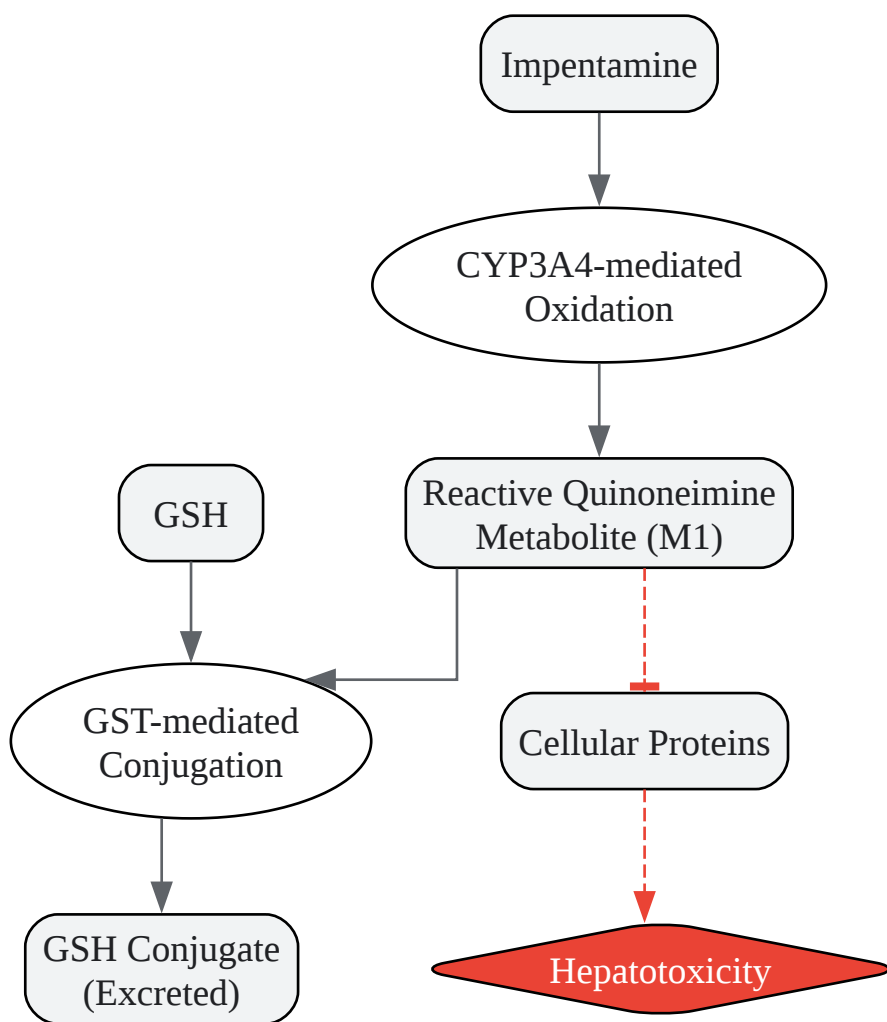 Impentamine
CYP3A4-mediated
Oxidation
Reactive Quinoneimine
Metabolite (M1)
GSH
GST-mediated
Conjugation
Cellular Proteins
GSH Conjugate
(Excreted)
Hepatotoxicity